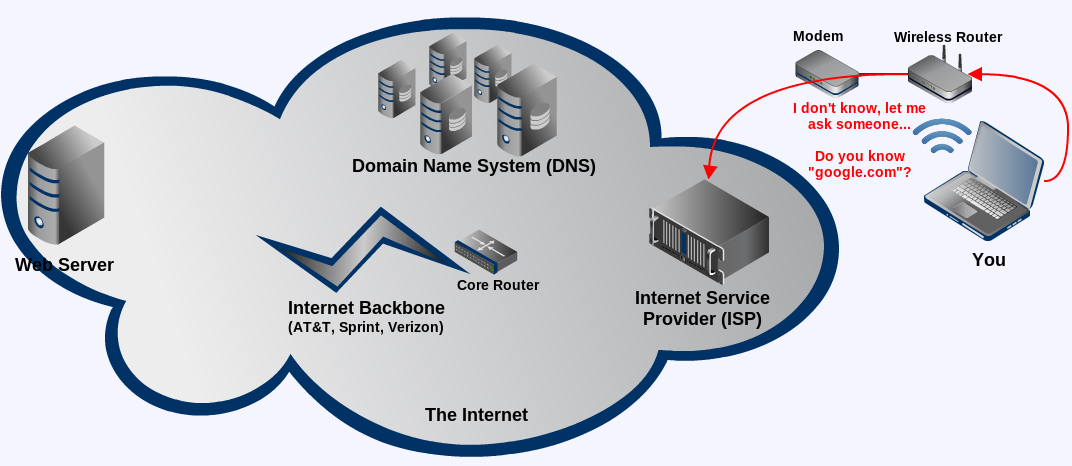 Modem
Wireless Router
I don't know, let me
ask someone...
Do you know
"google.com"?
Domain Name System (DNS)
Web Server
You
Core Router
Internet Backbone
(AT&T, Sprint, Verizon)
Internet Service
Provider (ISP)
The Internet